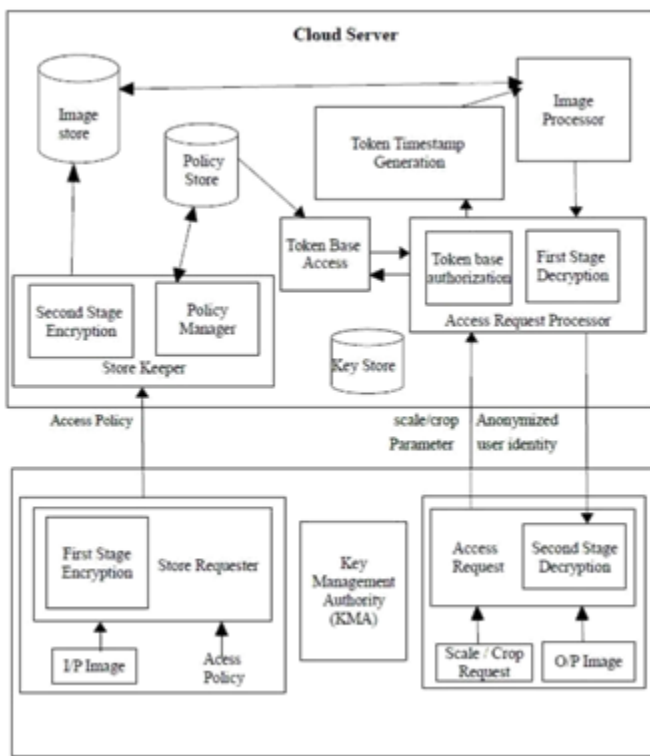 Cloud Server
Image
store
Policy
Store
Token Timestamp
Generation
Image
Processor
Token Base
Access
Token base
authorization
First Stage
Decryption
Access Request Processor
Second Stage
Encryption
Policy
Manager
Store Keeper
Key Store
Access Policy
scale/crop
Parameter
Anonymized
user identity
First Stage
Encryption
Store Requester
I/P Image
Acess
Policy
Key
Management
Authority
(KMA)
Access
Request
Second Stage
Decryption
Scale / Crop
Request
O/P Image